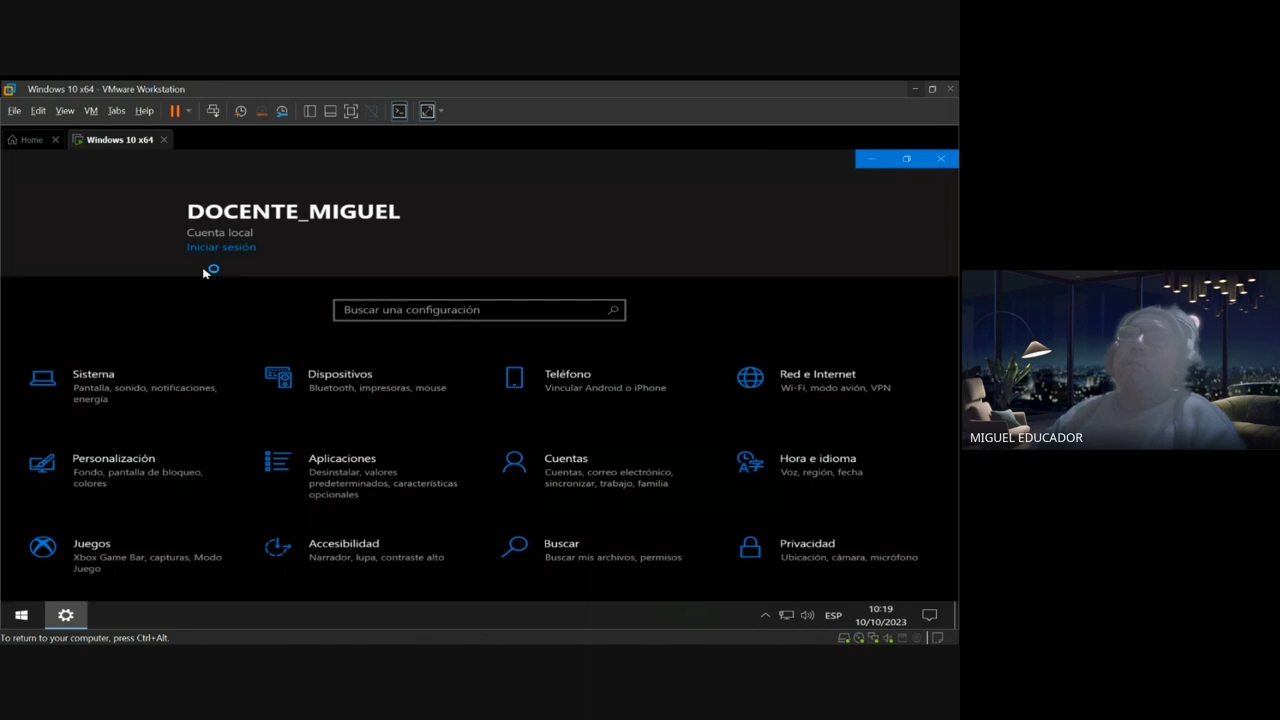 Windows 10 x64 - VMware Workstation
File Edit View VM Tabs Help
Home
Windows 10 x64
DOCENTE_MIGUEL
Cuenta local
Iniciar sesión
Buscar una configuración
Sistema
Pantalla, sonido, notificaciones,
energía
Dispositivos
Bluetooth, impresoras, mouse
Teléfono
Vincular Android o iPhone
Red e Internet
Wi-Fi, modo avión, VPN
Personalización
Fondo, pantalla de bloqueo,
colores
Aplicaciones
Desinstalar, valores
predeterminados, características
opcionales
Cuentas
Cuentas, correo electrónico,
sincronizar, trabajo, familia
Hora e idioma
Voz, región, fecha
Juegos
Xbox Game Bar, capturas, Modo
Juego
Accesibilidad
Narrador, lupa, contraste alto
Buscar
Buscar mis archivos, permisos
Privacidad
Ubicación, cámara, micrófono
ESP
10:19
10/10/2023
To return to your computer, press Ctrl+Alt.
MIGUEL EDUCADOR